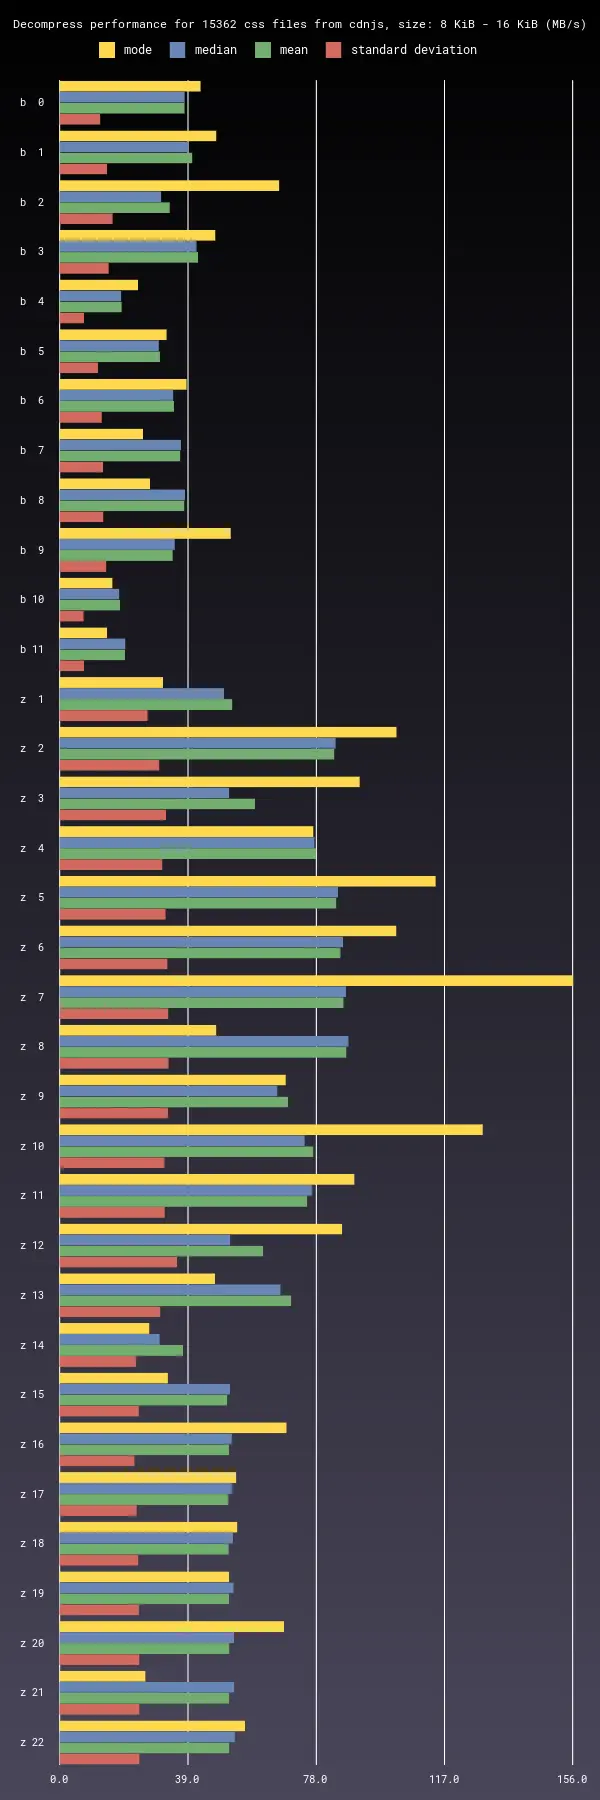 Decompress performance for 15362 css files from cdnjs, size: 8 KiB - 16 KiB (MB/s)
mode median mean standard deviation
b 0
b 1
b 2
b 3
b 4
b 5
b 6
b 7
b 8
b 9
b 10
b 11
z 1
z 2
z 3
z 4
z 5
z 6
z 7
z 8
z 9
z 10
z 11
z 12
z 13
z 14
z 15
z 16
z 17
z 18
z 19
z 20
z 21
z 22
0.0 39.0 78.0 117.0 156.0